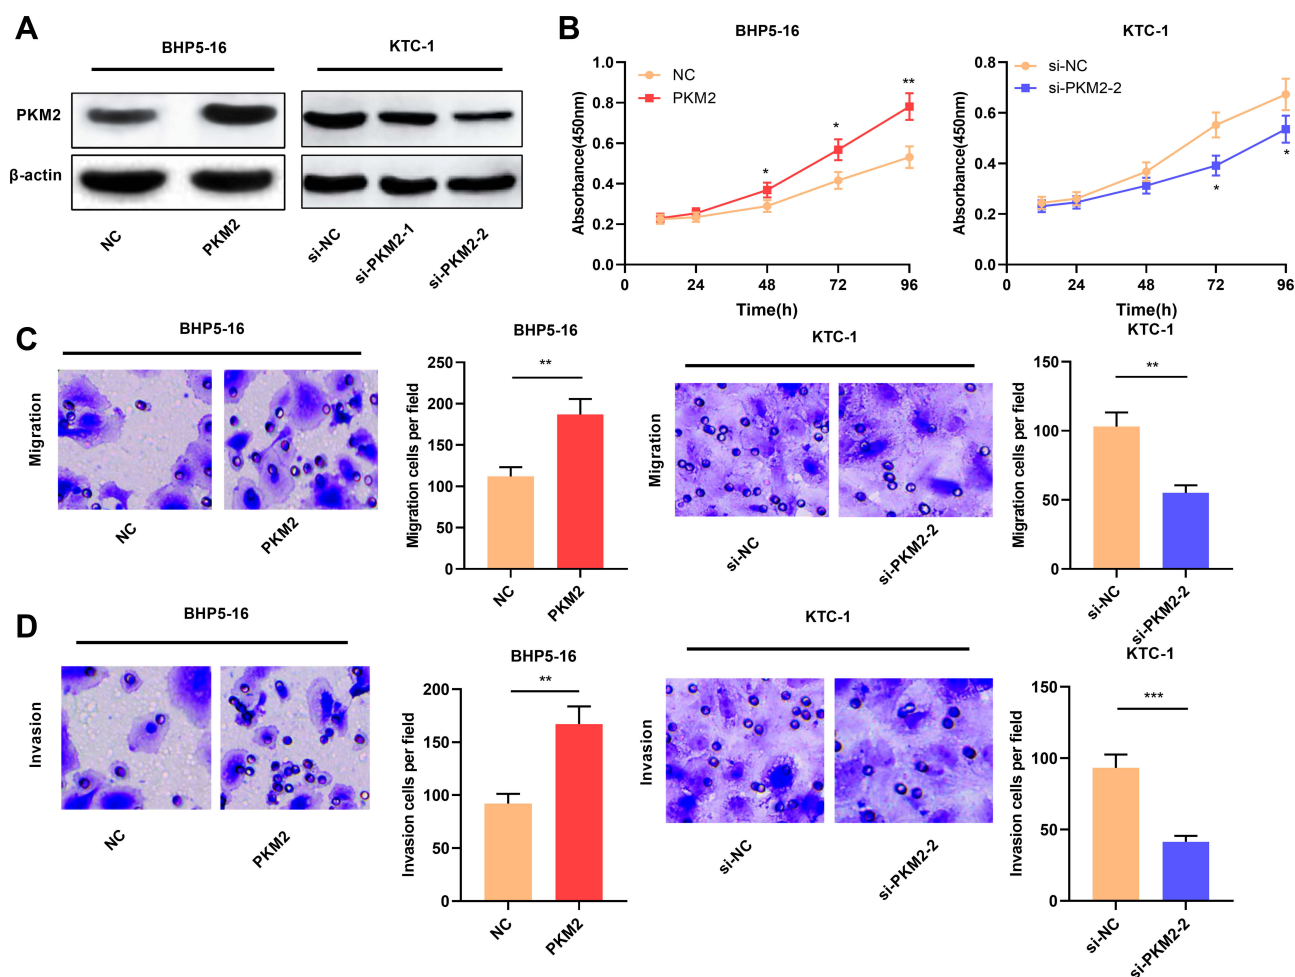 A
BHP5-16
KTC-1
PKM2
β-actin
NC
PKM2
si-NC
si-PKM2-1
si-PKM2-2
B
BHP5-16
Absorbance(450nm)
1.0
0.8
0.6
0.4
0.2
0.0
NC
PKM2
*
*
**
0
24
48
72
96
Time(h)
KTC-1
Absorbance(450nm)
0.8
0.6
0.4
0.2
0.0
si-NC
si-PKM2-2
*
*
0
24
48
72
96
Time(h)
C
BHP5-16
Migration
NC
PKM2
BHP5-16
Migration cells per field
250
200
150
100
50
0
**
NC
PKM2
KTC-1
Migration
si-NC
si-PKM2-2
KTC-1
Migration cells per field
150
100
50
0
**
si-NC
si-PKM2-2
D
BHP5-16
Invasion
NC
PKM2
BHP5-16
Invasion cells per field
200
150
100
50
0
**
NC
PKM2
KTC-1
Invasion
si-NC
si-PKM2-2
KTC-1
Invasion cells per field
150
100
50
0
***
si-NC
si-PKM2-2